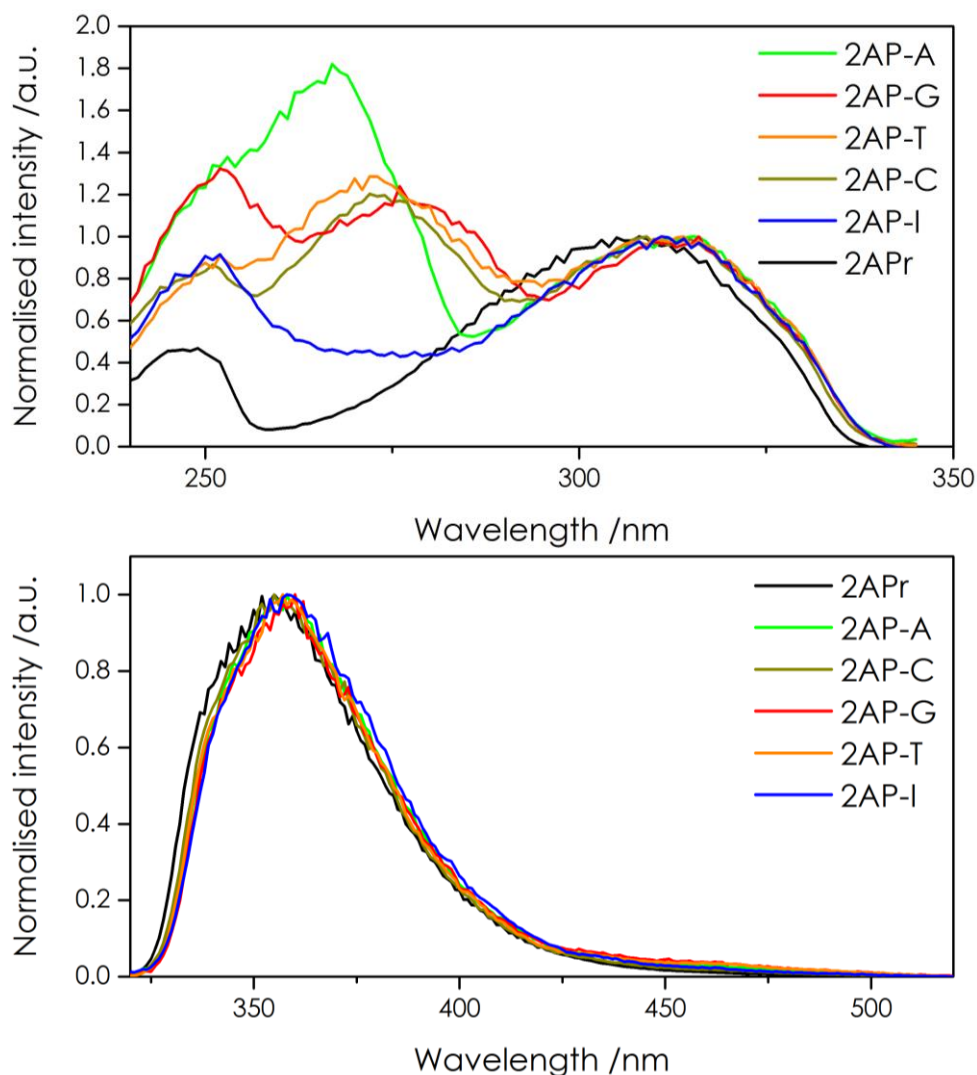 Normalised intensity /a.u.
2.0
1.8
1.6
1.4
1.2
1.0
0.8
0.6
0.4
0.2
0.0
2AP-A
2AP-G
2AP-T
2AP-C
2AP-I
2APr
250
300
350
Wavelength /nm
Normalised intensity /a.u.
1.0
0.8
0.6
0.4
0.2
0.0
2APr
2AP-A
2AP-C
2AP-G
2AP-T
2AP-I
350
400
450
500
Wavelength /nm